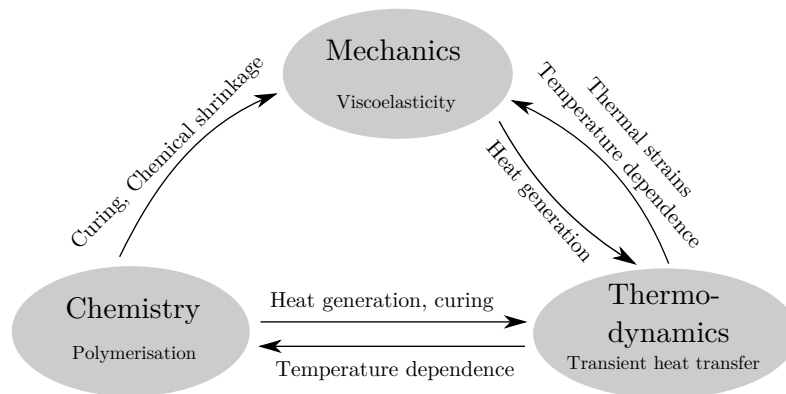 Mechanics
Viscoelasticity
Curing, Chemical shrinkage
Thermal strains
Temperature dependence
Heat generation
Chemistry
Polymerisation
Heat generation, curing
Temperature dependence
Thermo-
dynamics
Transient heat transfer